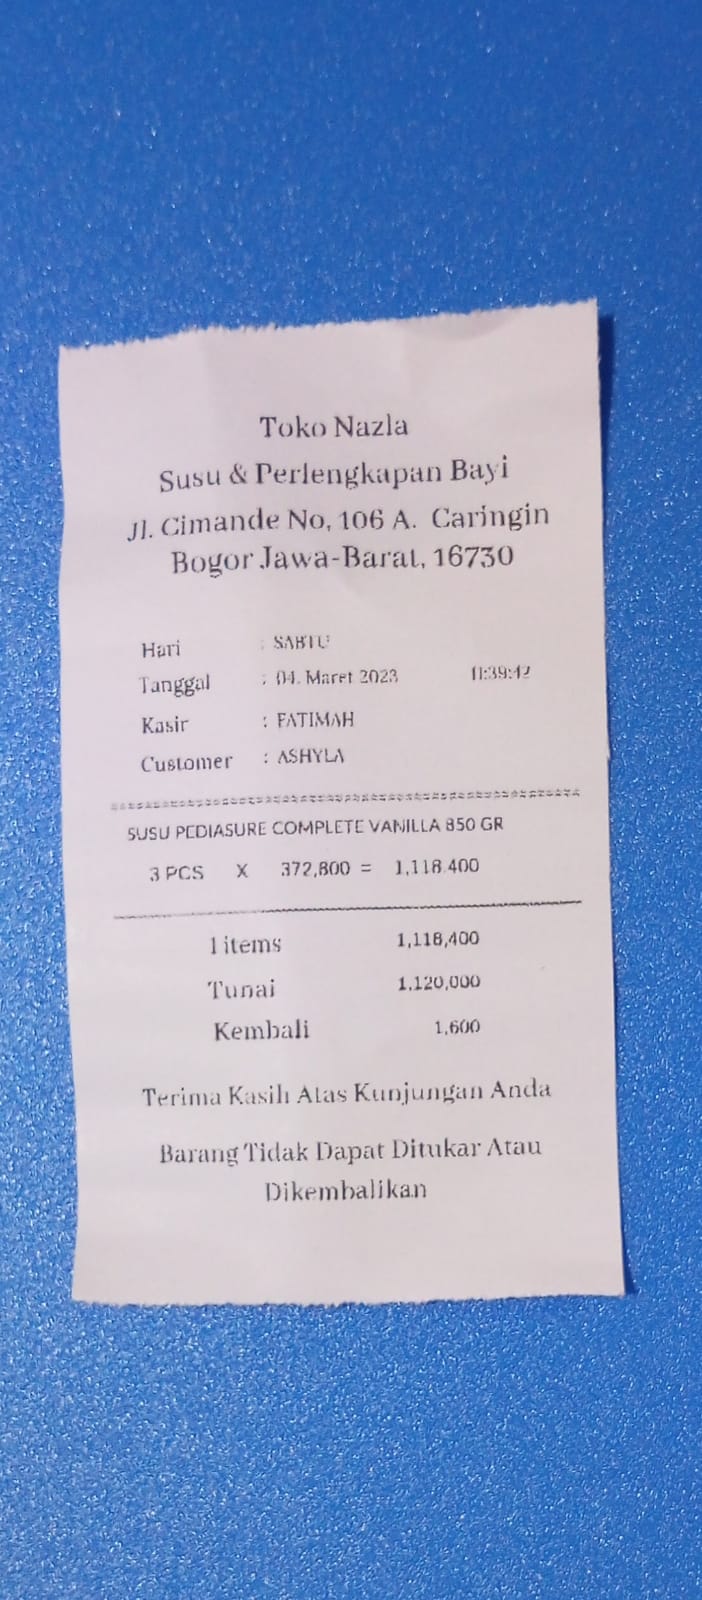 Toko Nazla
Susu & Perlengkapan Bayi
Jl. Cimande No, 106 A. Caringin
Bogor Jawa-Barat, 16730
Hari : SABTU
Tanggal : 04. Maret 2023 11:39:42
Kasir : FATIMAH
Customer : ASHYLA
SUSU PEDIASURE COMPLETE VANILLA 850 GR
3 PCS X 372,800 = 1,118.400
1 items 1,118,400
Tunai 1.120,000
Kembali 1,600
Terima Kasih Atas Kunjungan Anda
Barang Tidak Dapat Ditukar Atau
Dikembalikan